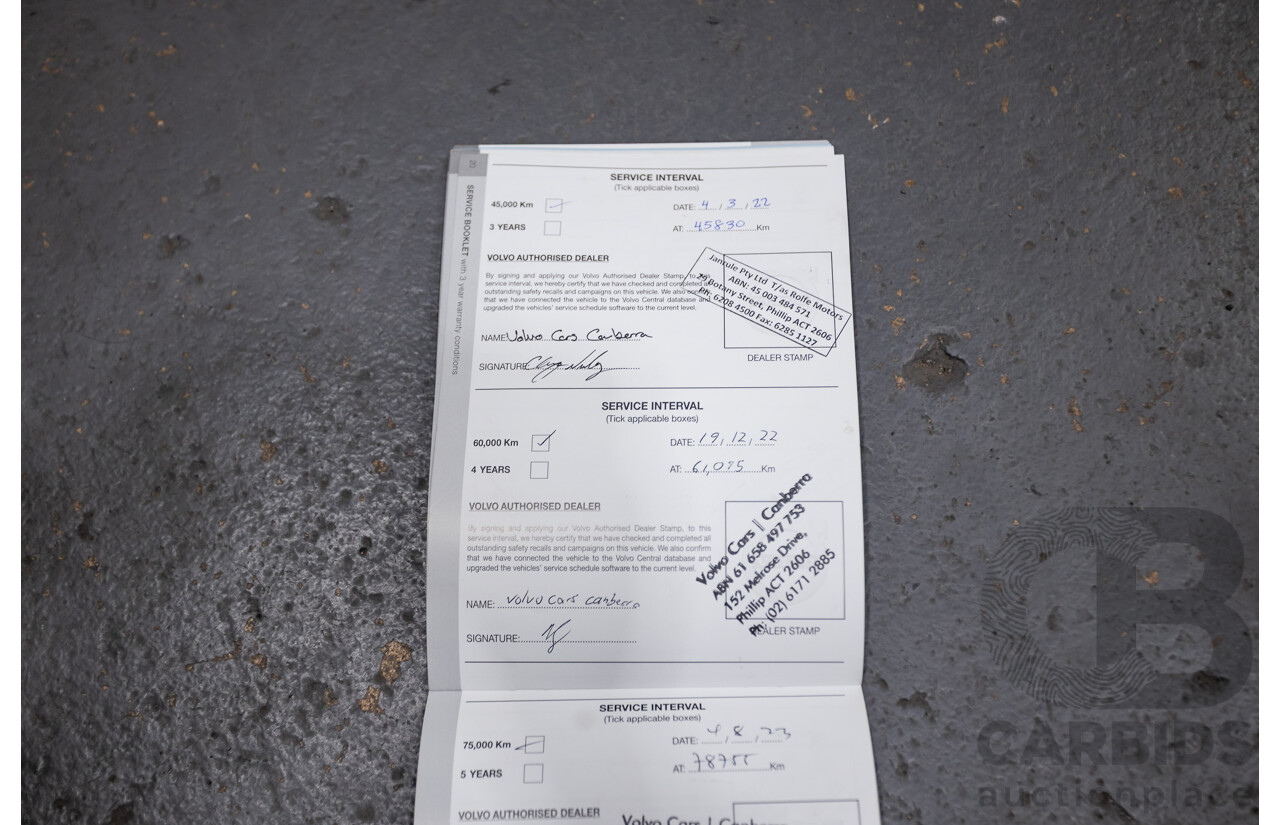 20
SERVICE BOOKLET with 3 year warranty conditions
SERVICE INTERVAL
(Tick applicable boxes)
45,000 Km
DATE: 4 / 3 / 22
3 YEARS
AT: 45830 Km
VOLVO AUTHORISED DEALER
By signing and applying our Volvo Authorised Dealer Stamp, to
service interval, we hereby certify that we have checked and completed all
outstanding safety recalls and campaigns on this vehicle. We also confirm
that we have connected the vehicle to the Volvo Central database and
upgraded the vehicles' service schedule software to the current level.
Janrule Pty Ltd T/as Rolfe Motors
ABN: 45 003 484 571
29 Botany Street, Phillip ACT 2606
PH: 6208 4500 Fax: 6285 1127
DEALER STAMP
NAME: Volvo Cars Canberra
SIGNATURE:
SERVICE INTERVAL
(Tick applicable boxes)
60,000 Km
DATE: 19 / 12 / 22
4 YEARS
AT: 61,085 Km
VOLVO AUTHORISED DEALER
By signing and applying our Volvo Authorised Dealer Stamp, to this
service interval, we hereby certify that we have checked and completed all
outstanding safety recalls and campaigns on this vehicle. We also confirm
that we have connected the vehicle to the Volvo Central database and
upgraded the vehicles' service schedule software to the current level.
Volvo Cars | Canberra
ABN 61 658 497 753
152 Melrose Drive,
Phillip ACT 2606
Ph: (02) 6171 2885
DEALER STAMP
NAME: volvo cars canberra
SIGNATURE:
SERVICE INTERVAL
(Tick applicable boxes)
75,000 Km
DATE: 4 / 8 / 23
5 YEARS
AT: 78755 Km
VOLVO AUTHORISED DEALER
Volvo Cars | Canberra
CB
CARBIDS
auctionplace